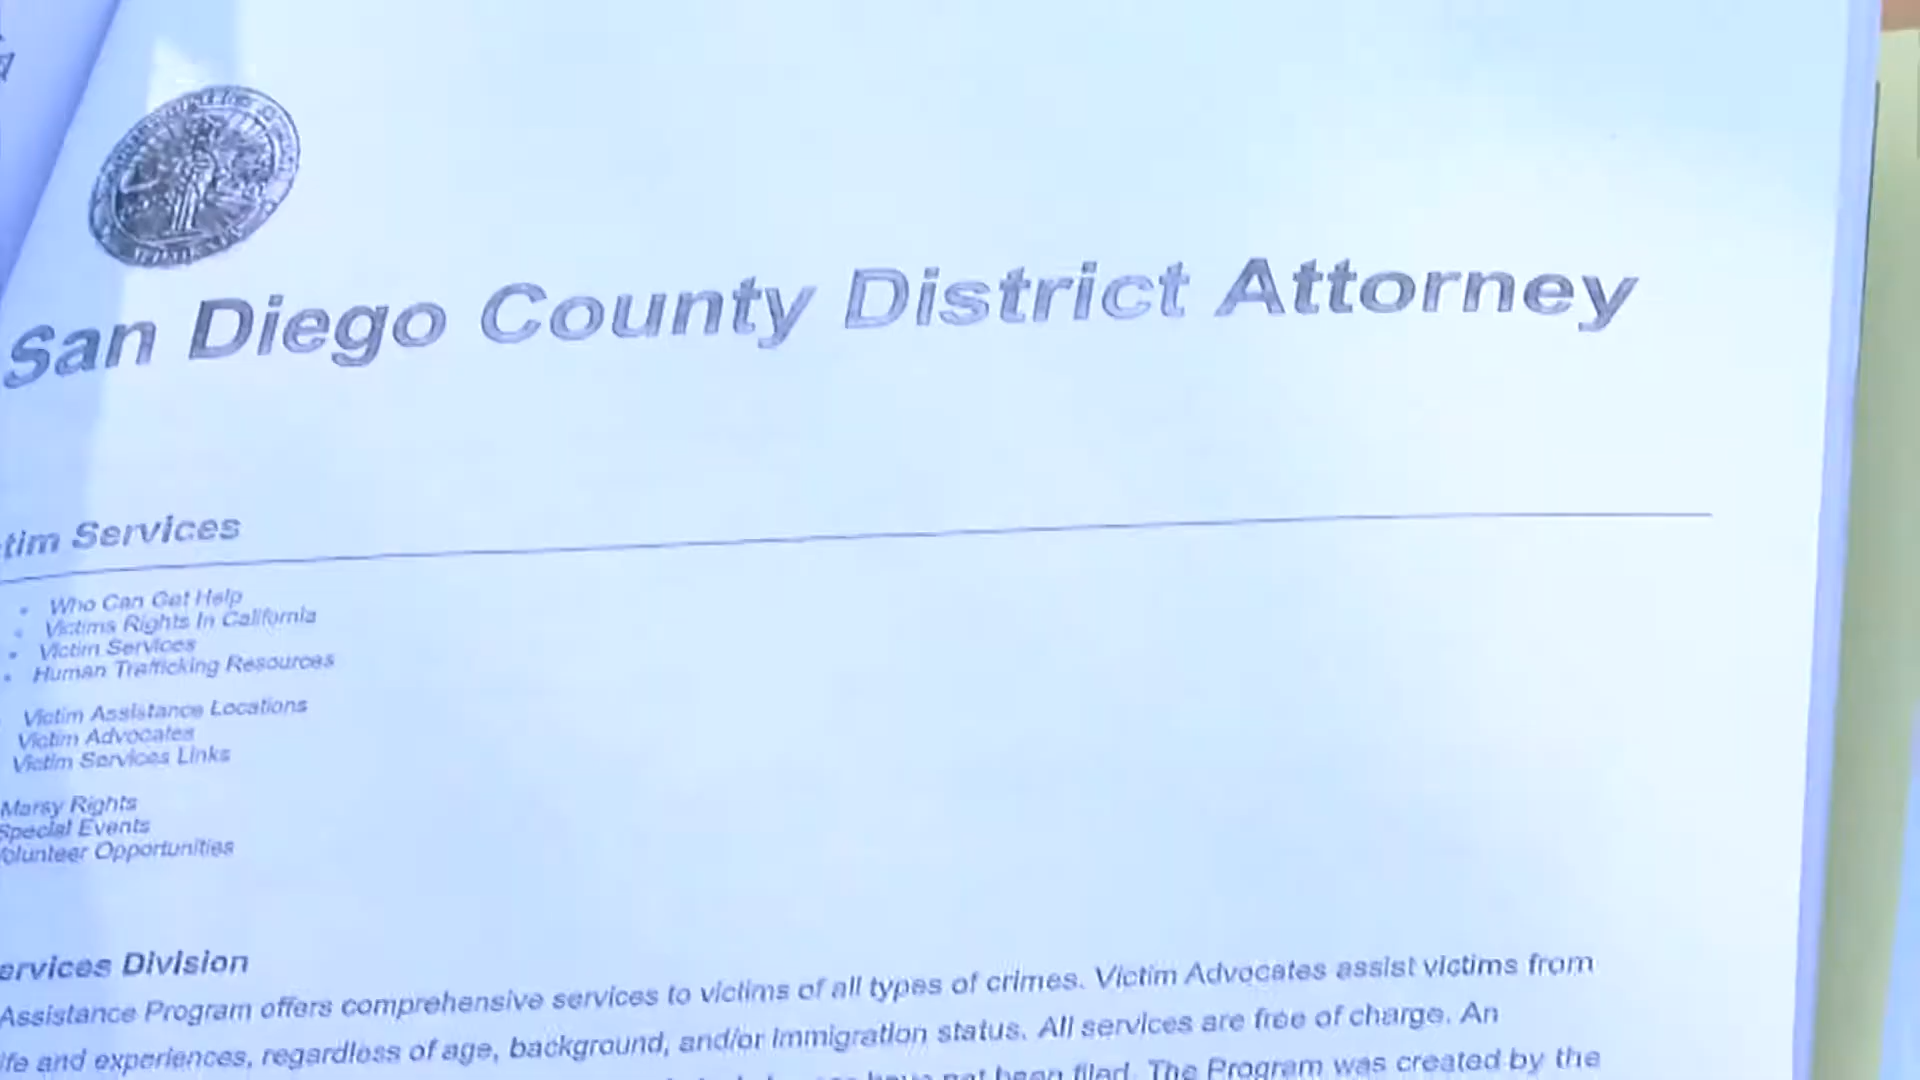 San Diego County District Attorney
tim Services
Who Can Get Help
Victims Rights In California
Victim Services
Human Trafficking Resources
Victim Assistance Locations
Victim Advocates
Victim Services Links
Marsy Rights
Special Events
Volunteer Opportunities
ervices Division
Assistance Program offers comprehensive services to victims of all types of crimes. Victim Advocates assist victims from
ife and experiences, regardless of age, background, and/or immigration status. All services are free of charge. An
have not been filed. The Program was created by the